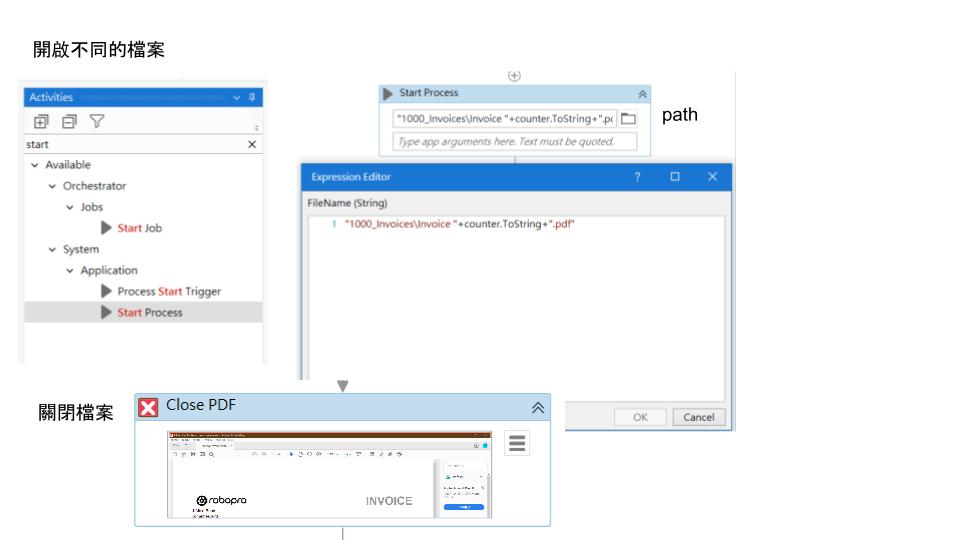 開啟不同的檔案
Activities
start
Available
Orchestrator
Jobs
Start Job
System
Application
Process Start Trigger
Start Process
Start Process
"1000_Invoices\Invoice "+counter.ToString+".pc
Type app arguments here. Text must be quoted.
path
Expression Editor
FileName (String)
1 "1000_Invoices\Invoice "+counter.ToString+".pdf"
OK Cancel
關閉檔案
Close PDF
robopro
INVOICE